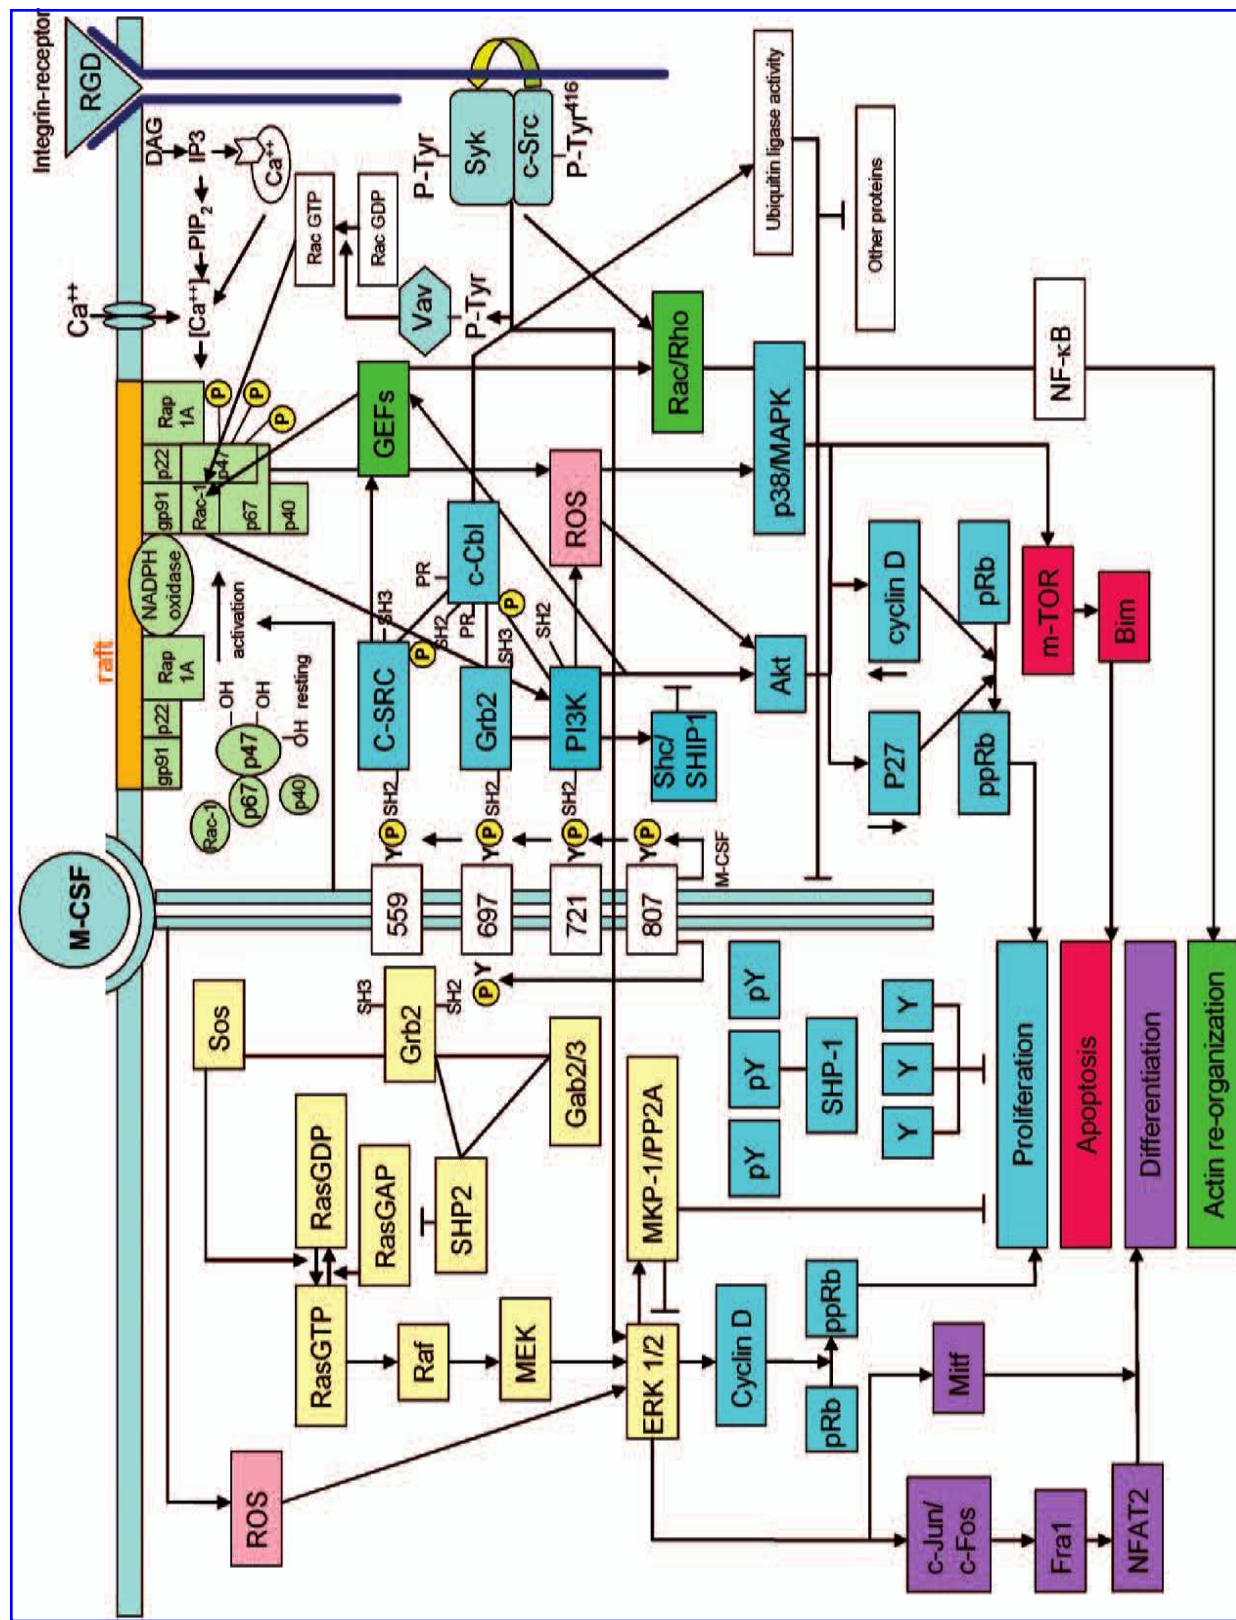 Integrin-receptor
RGD
M-CSF
raft
Ca⁺⁺
DAG
IP3
Ca⁺⁺
PIP₂
[Ca⁺⁺]
gp91
p22
Rap
1A
NADPH
oxidase
gp91
p22
Rap
1A
Rac-1
p47
p67
p40
P
P
P
Rac-1
p67
p47
p40
OH
OH
OH
resting
activation
Rac GTP
Rac GDP
Vav
P-Tyr
P-Tyr
Syk
c-Src
P-Tyr⁴¹⁶
559
697
721
807
Y
P
SH2
Y
P
SH2
Y
P
SH2
Y
P
M-CSF
C-SRC
SH3
P
Grb2
SH3
PI3K
SH2
P
c-Cbl
PR
SH2
PR
GEFs
ROS
Rac/Rho
Shc/
SHIP1
Akt
p38/MAPK
Ubiquitin ligase activity
Other proteins
NF-κB
P27
cyclin D
ppRb
pRb
m-TOR
Bim
Sos
Grb2
SH3
SH2
P
Y
Gab2/3
SHP2
RasGDP
RasGTP
RasGAP
Raf
MEK
ROS
ERK 1/2
MKP-1/PP2A
Cyclin D
pRb
ppRb
pY
pY
pY
SHP-1
Y
Y
Y
Mitf
c-Jun/
c-Fos
Fra1
NFAT2
Proliferation
Apoptosis
Differentiation
Actin re-organization